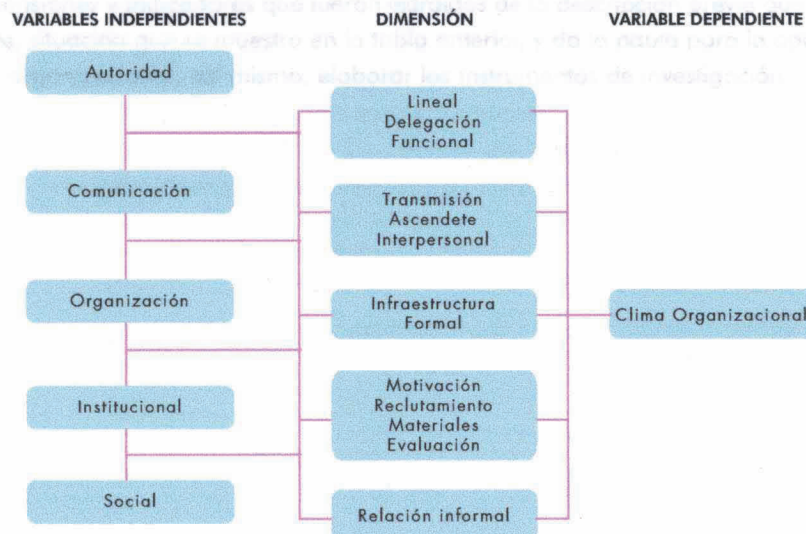 VARIABLES INDEPENDIENTES
DIMENSIÓN
VARIABLE DEPENDIENTE
Autoridad
Comunicación
Organización
Institucional
Social
Lineal
Delegación
Funcional
Transmisión
Ascendete
Interpersonal
Infraestructura
Formal
Motivación
Reclutamiento
Materiales
Evaluación
Relación informal
Clima Organizacional